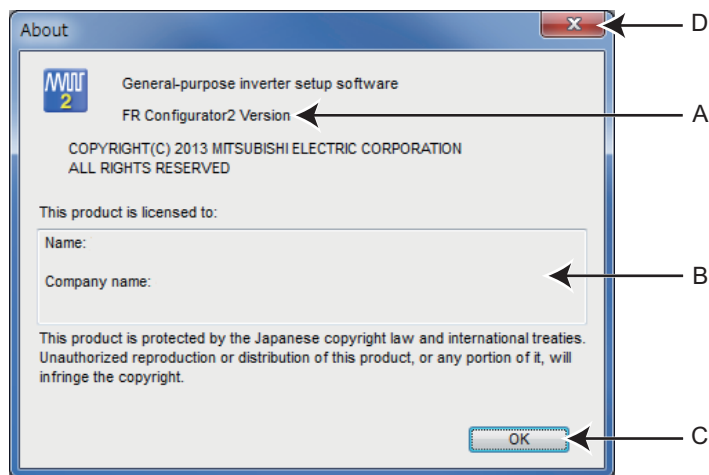 About
D
2
General-purpose inverter setup software
FR Configurator2 Version
A
COPYRIGHT(C) 2013 MITSUBISHI ELECTRIC CORPORATION
ALL RIGHTS RESERVED
This product is licensed to:
Name:
Company name:
B
This product is protected by the Japanese copyright law and international treaties.
Unauthorized reproduction or distribution of this product, or any portion of it, will
infringe the copyright.
OK
C